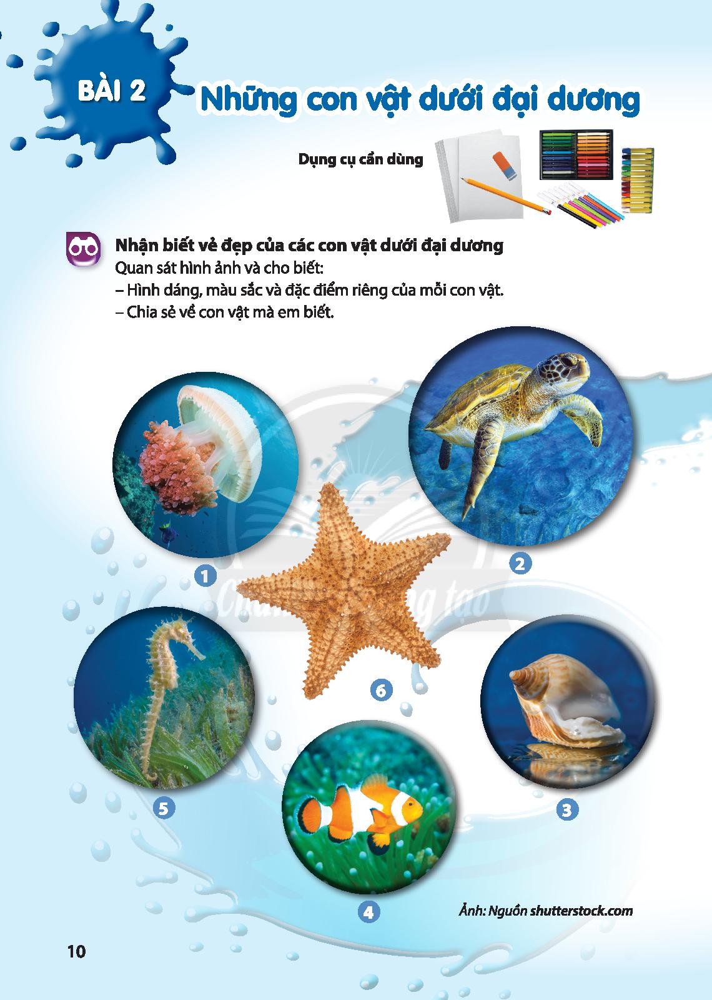 BÀI 2
Những con vật dưới đại dương
Dụng cụ cần dùng
Nhận biết vẻ đẹp của các con vật dưới đại dương
Quan sát hình ảnh và cho biết:
– Hình dáng, màu sắc và đặc điểm riêng của mỗi con vật.
– Chia sẻ về con vật mà em biết.
1
2
6
5
3
4
Ảnh: Nguồn shutterstock.com
10